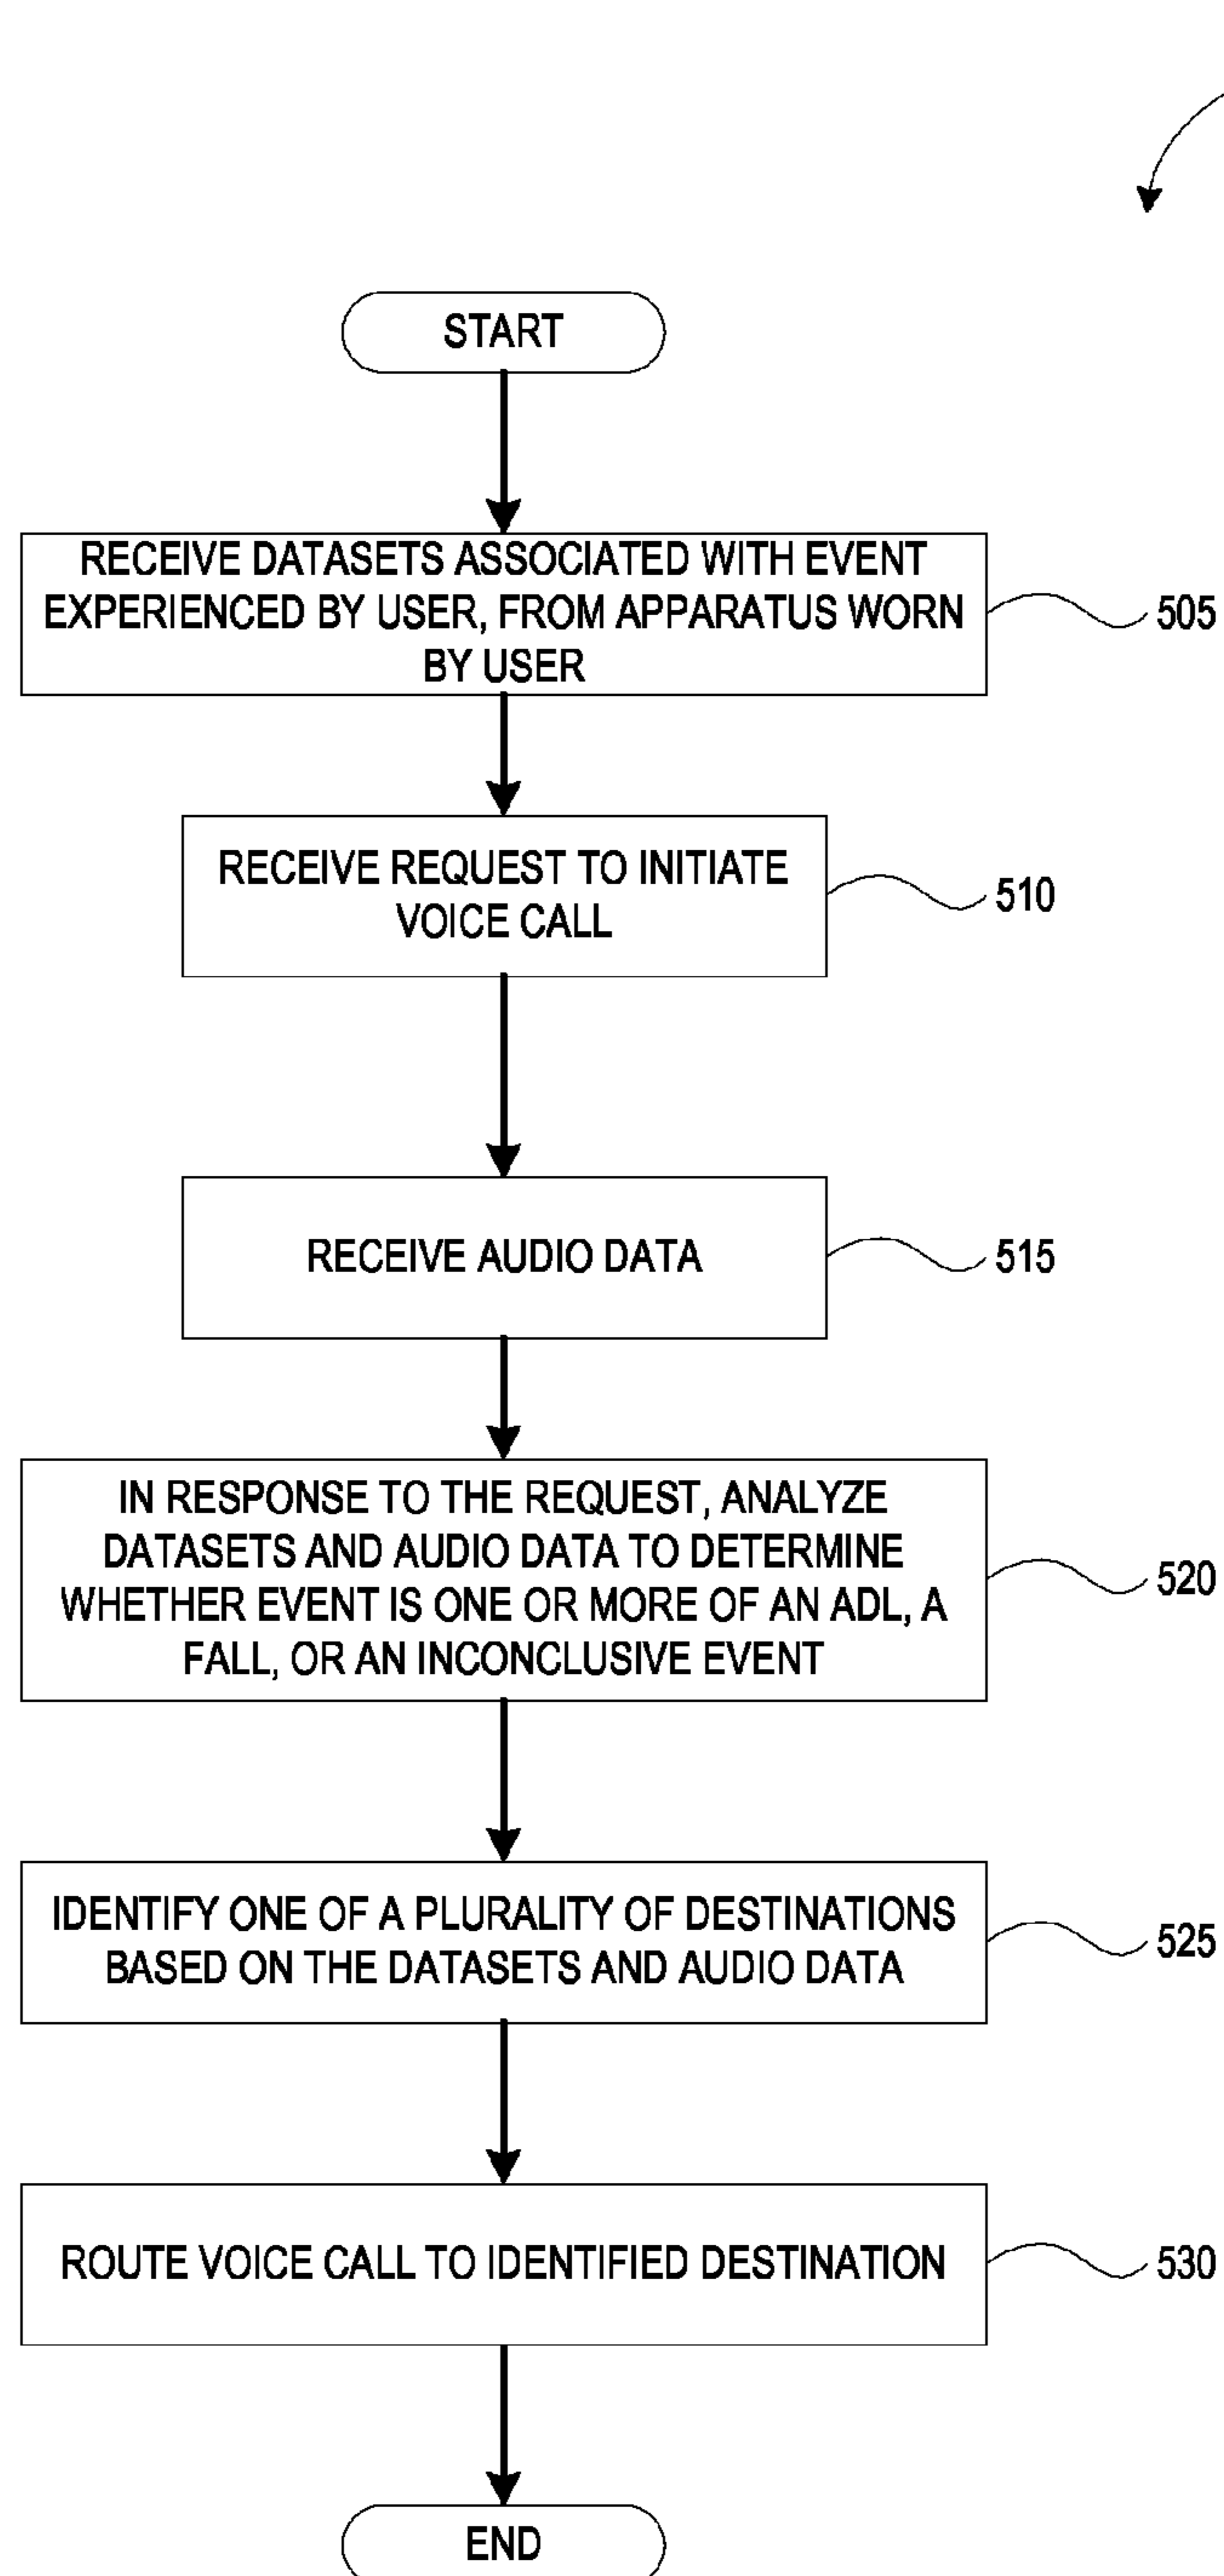 START
RECEIVE DATASETS ASSOCIATED WITH EVENT
EXPERIENCED BY USER, FROM APPARATUS WORN
BY USER
505
RECEIVE REQUEST TO INITIATE
VOICE CALL
510
RECEIVE AUDIO DATA
515
IN RESPONSE TO THE REQUEST, ANALYZE
DATASETS AND AUDIO DATA TO DETERMINE
WHETHER EVENT IS ONE OR MORE OF AN ADL, A
FALL, OR AN INCONCLUSIVE EVENT
520
IDENTIFY ONE OF A PLURALITY OF DESTINATIONS
BASED ON THE DATASETS AND AUDIO DATA
525
ROUTE VOICE CALL TO IDENTIFIED DESTINATION
530
END